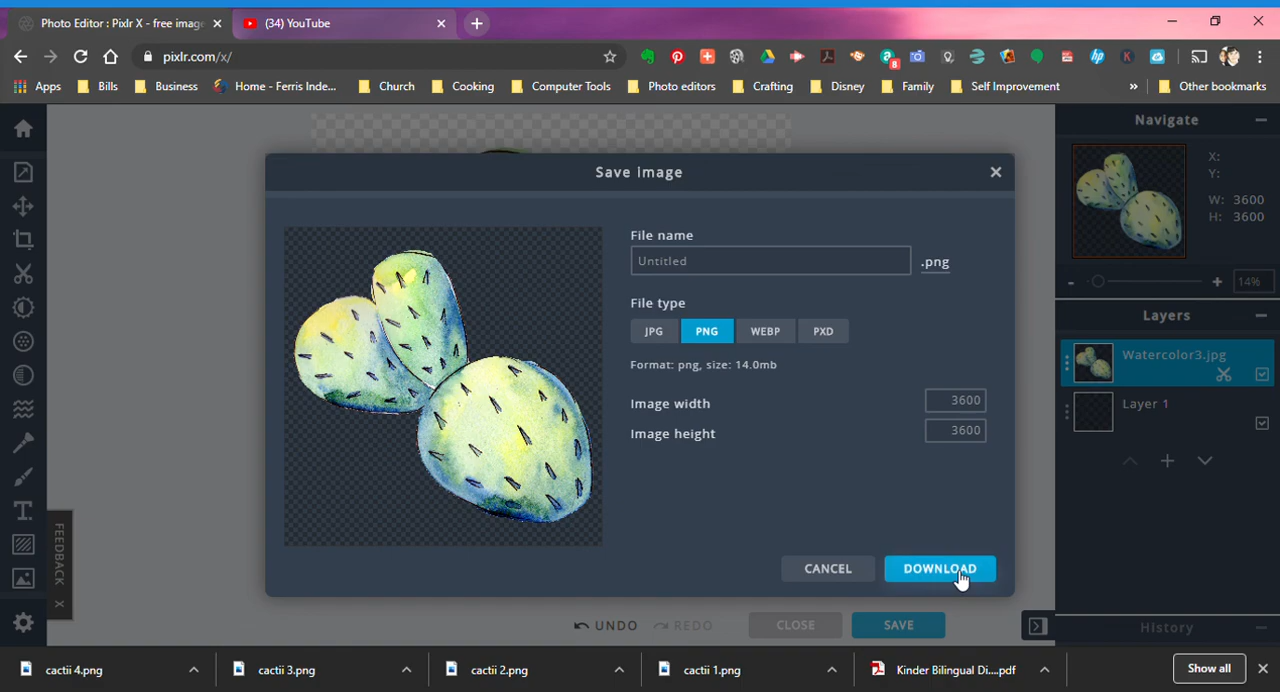 Photo Editor : Pixlr X - free imag
(34) YouTube
pixlr.com/x/
8
Apps Bills Business Home - Ferris Inde... Church Cooking Computer Tools Photo editors Crafting Disney Family Self Improvement » Other bookmarks
Navigate
X:
Y:
W: 3600
H: 3600
- + 14%
Save Image
File name
Untitled .png
File type
JPG PNG WEBP PXD
Format: png, size: 14.0mb
Image width 3600
Image height 3600
CANCEL DOWNLOAD
Layers
Watercolor3.jpg
Layer 1
FEEDBACK X
UNDO REDO CLOSE SAVE
History
cactii 4.png cactii 3.png cactii 2.png cactii 1.png Kinder Bilingual Di....pdf Show all